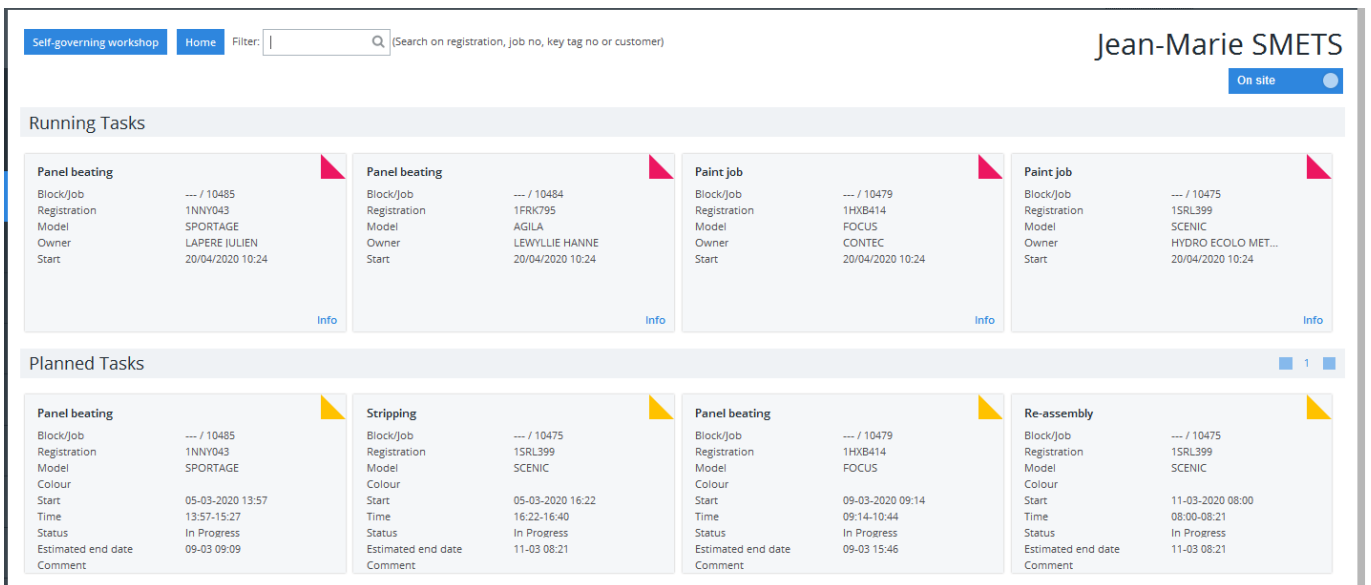 Self-governing workshop Home Filter: (Search on registration, job no, key tag no or customer) Jean-Marie SMETS
On site
Running Tasks
Panel beating
Block/Job --- / 10485
Registration 1NNY043
Model SPORTAGE
Owner LAPERE JULIEN
Start 20/04/2020 10:24
Info
Panel beating
Block/Job --- / 10484
Registration 1FRK795
Model AGILA
Owner LEWYLLIE HANNE
Start 20/04/2020 10:24
Info
Paint job
Block/Job --- / 10479
Registration 1HXB414
Model FOCUS
Owner CONTEC
Start 20/04/2020 10:24
Info
Paint job
Block/Job --- / 10475
Registration 1SRL399
Model SCENIC
Owner HYDRO ECOLO MET...
Start 20/04/2020 10:24
Info
Planned Tasks 1
Panel beating
Block/Job --- / 10485
Registration 1NNY043
Model SPORTAGE
Colour
Start 05-03-2020 13:57
Time 13:57-15:27
Status In Progress
Estimated end date 09-03 09:09
Comment
Stripping
Block/Job --- / 10475
Registration 1SRL399
Model SCENIC
Colour
Start 05-03-2020 16:22
Time 16:22-16:40
Status In Progress
Estimated end date 11-03 08:21
Comment
Panel beating
Block/Job --- / 10479
Registration 1HXB414
Model FOCUS
Colour
Start 09-03-2020 09:14
Time 09:14-10:44
Status In Progress
Estimated end date 09-03 15:46
Comment
Re-assembly
Block/Job --- / 10475
Registration 1SRL399
Model SCENIC
Colour
Start 11-03-2020 08:00
Time 08:00-08:21
Status In Progress
Estimated end date 11-03 08:21
Comment